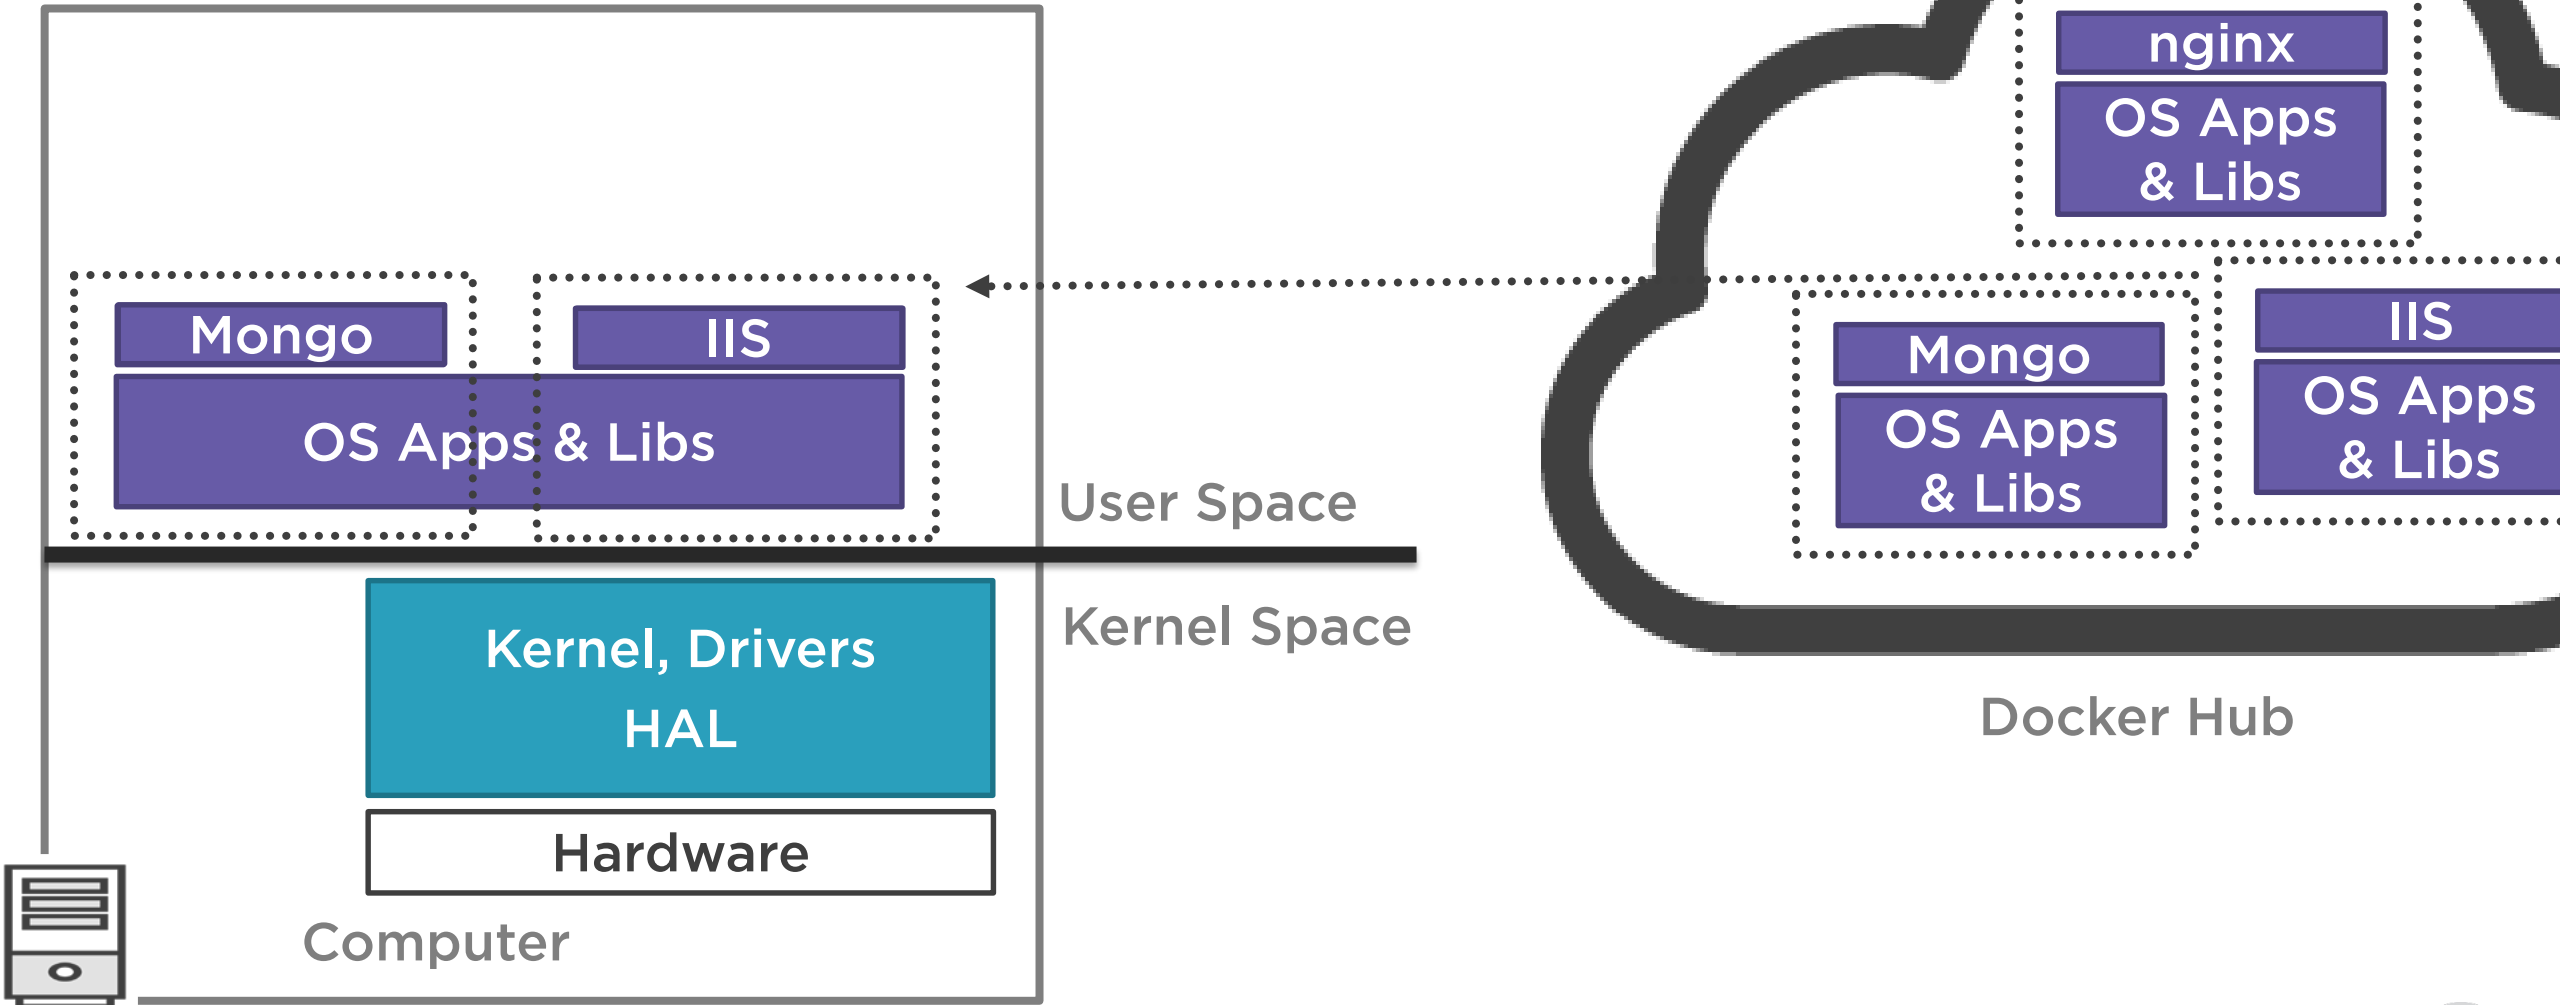 Mongo
IIS
OS Apps & Libs
User Space
Kernel Space
Kernel, Drivers
HAL
Hardware
Computer
nginx
OS Apps
& Libs
Mongo
OS Apps
& Libs
IIS
OS Apps
& Libs
Docker Hub